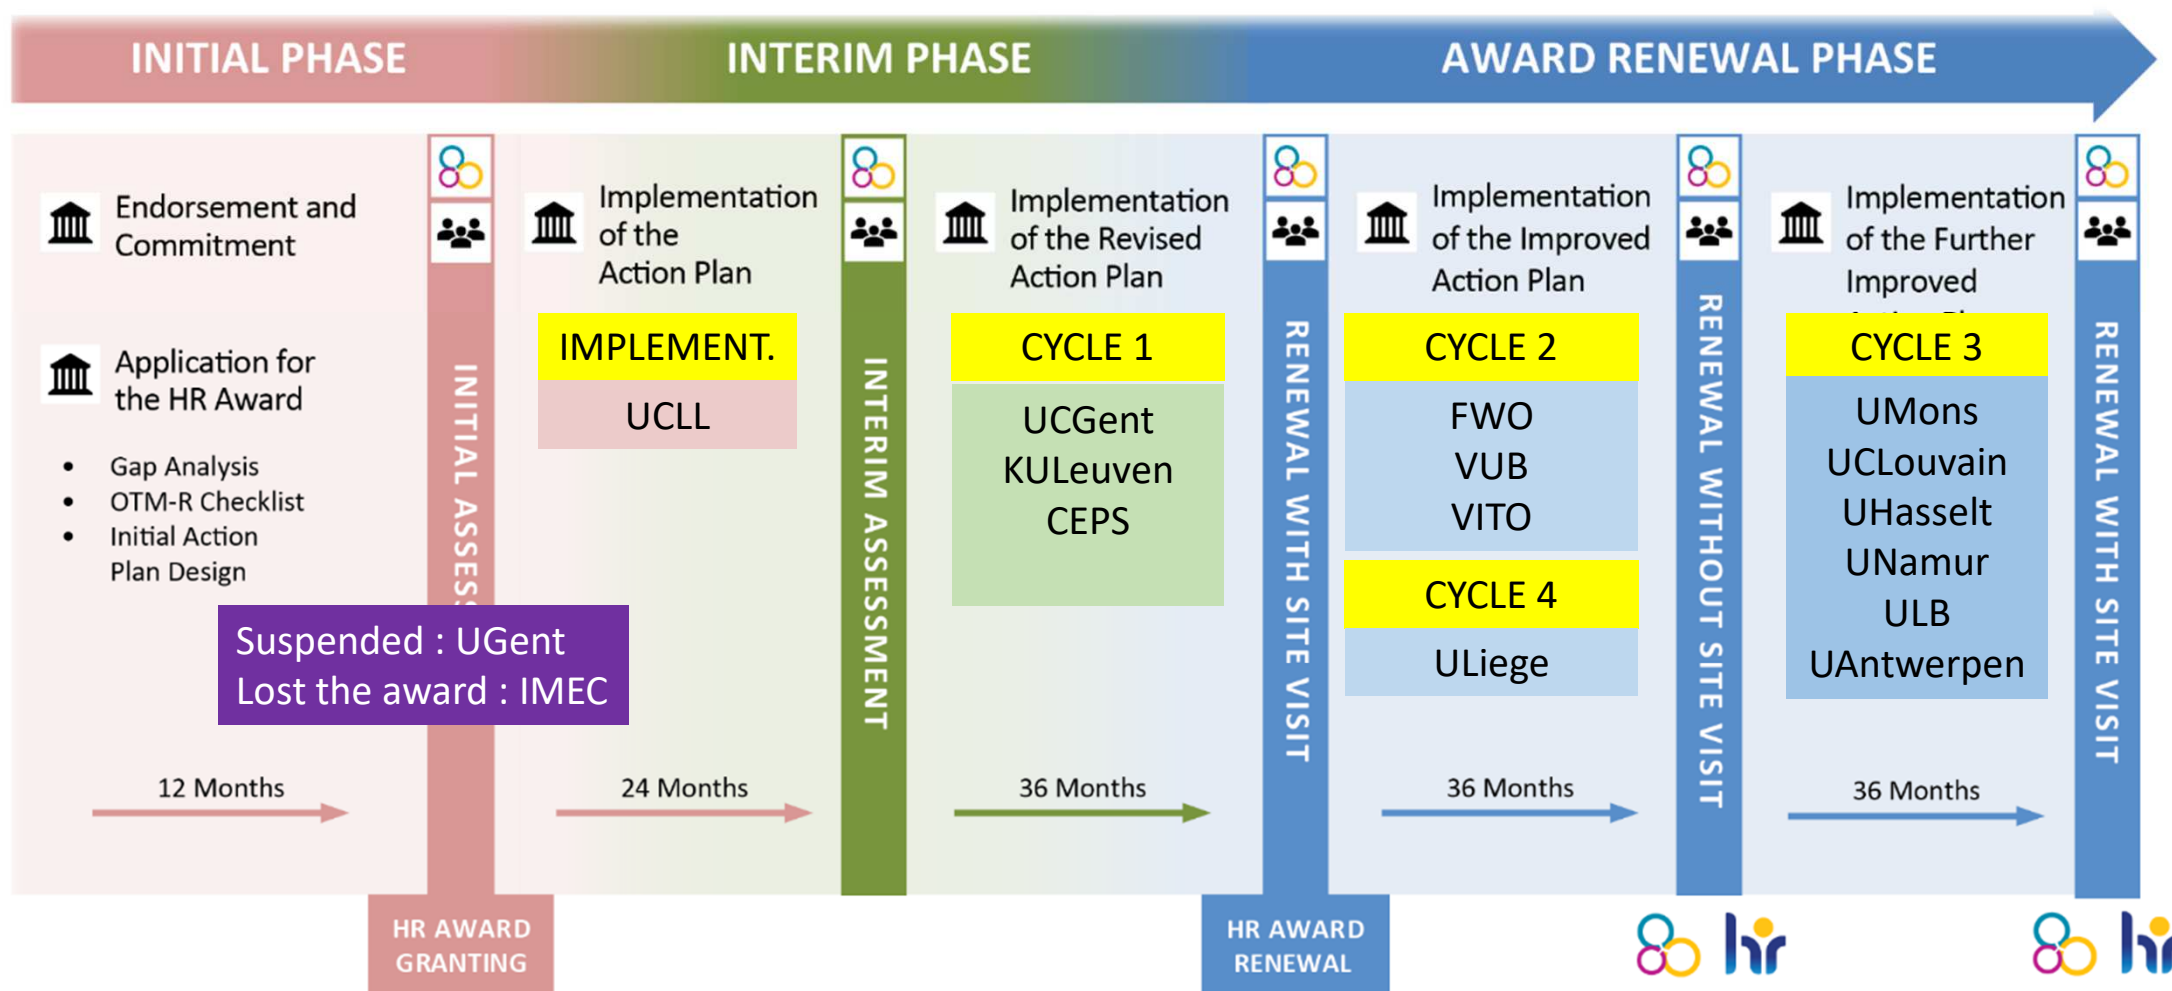 INITIAL PHASE
INTERIM PHASE
AWARD RENEWAL PHASE
Endorsement and
Commitment
Application for
the HR Award
• Gap Analysis
• OTM-R Checklist
• Initial Action
Plan Design
Suspended : UGent
Lost the award : IMEC
12 Months
INITIAL ASSESS
HR AWARD
GRANTING
Implementation
of the
Action Plan
IMPLEMENT.
UCLL
24 Months
INTERIM ASSESSMENT
Implementation
of the Revised
Action Plan
CYCLE 1
UCGent
KULeuven
CEPS
36 Months
RENEWAL WITH SITE VISIT
HR AWARD
RENEWAL
Implementation
of the Improved
Action Plan
CYCLE 2
FWO
VUB
VITO
CYCLE 4
ULiege
36 Months
RENEWAL WITHOUT SITE VISIT
Implementation
of the Further
Improved
CYCLE 3
UMons
UCLouvain
UHasselt
UNamur
ULB
UAntwerpen
36 Months
RENEWAL WITH SITE VISIT
hr
hr